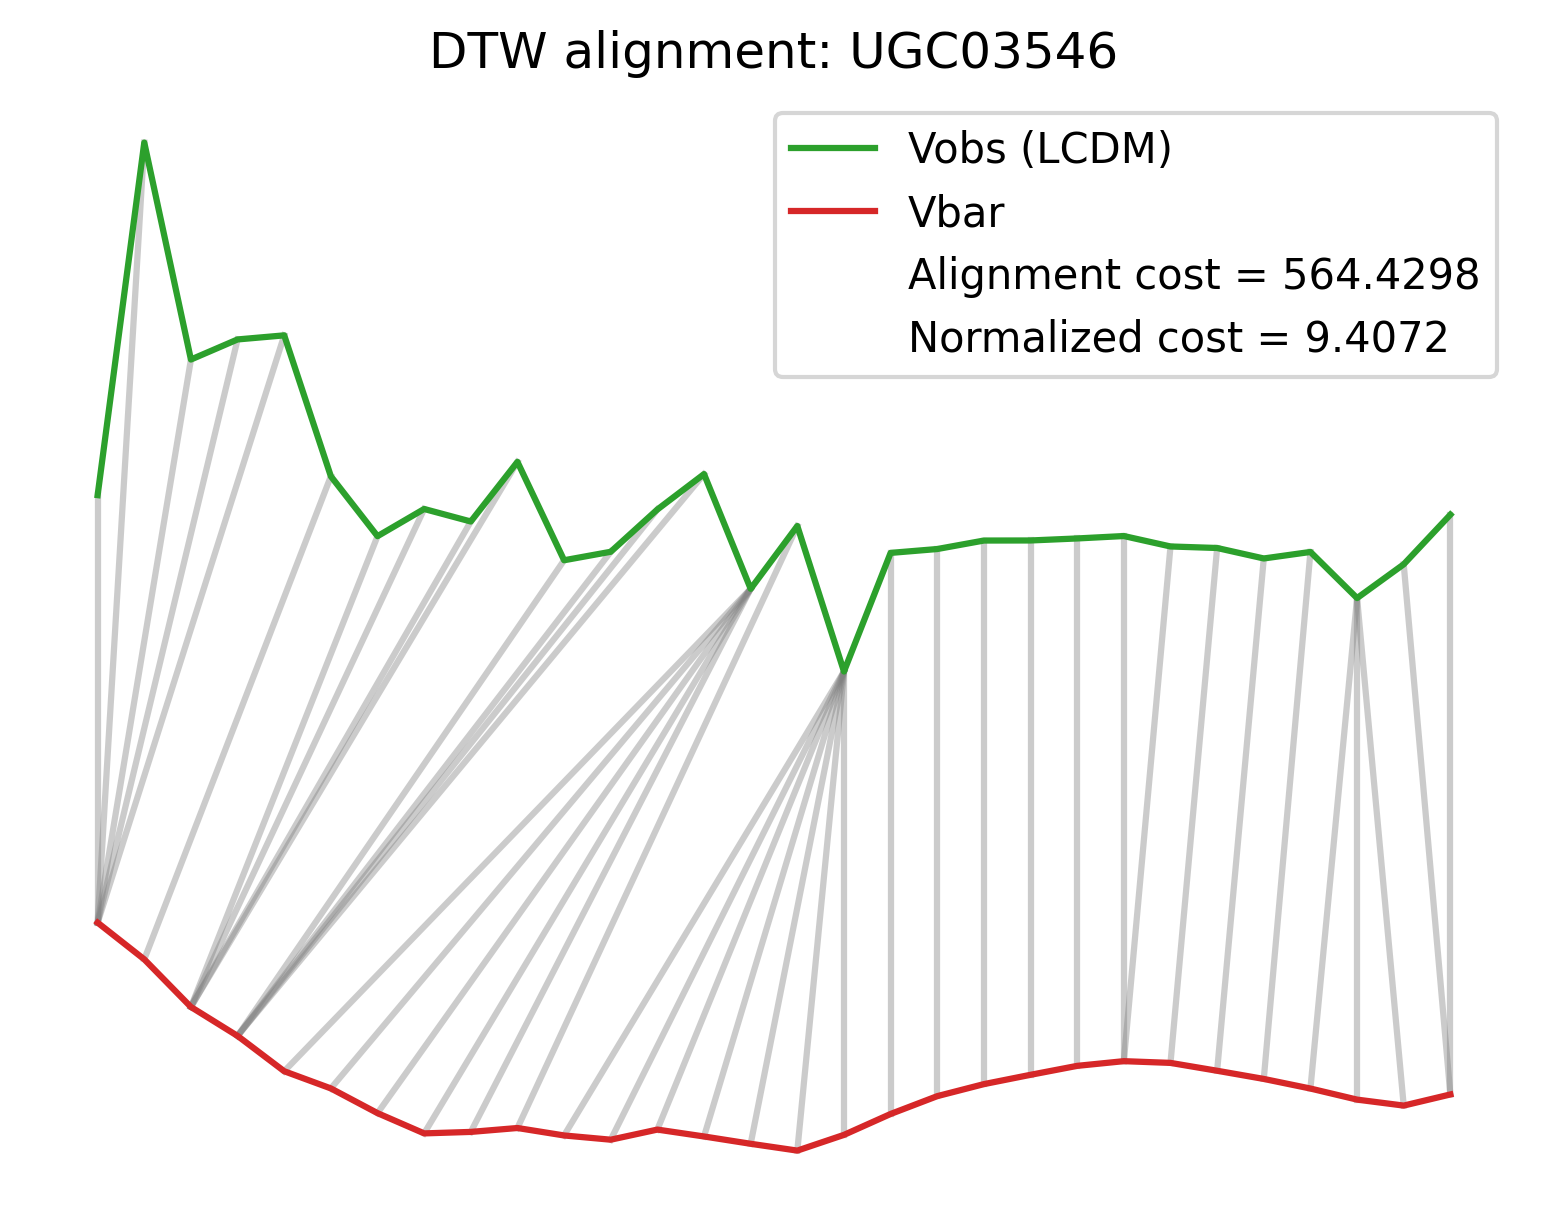 DTW alignment: UGC03546
Vobs (LCDM)
Vbar
Alignment cost = 564.4298
Normalized cost = 9.4072